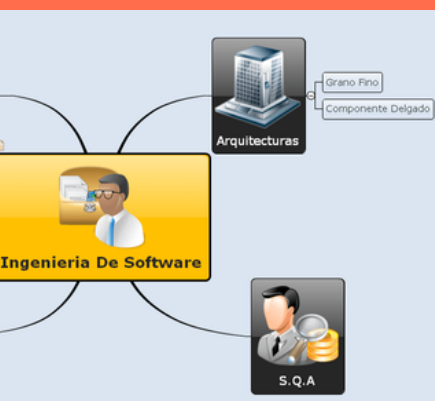 Grano Fino
Componente Delgado
Arquitecturas
Ingenieria De Software
S.Q.A